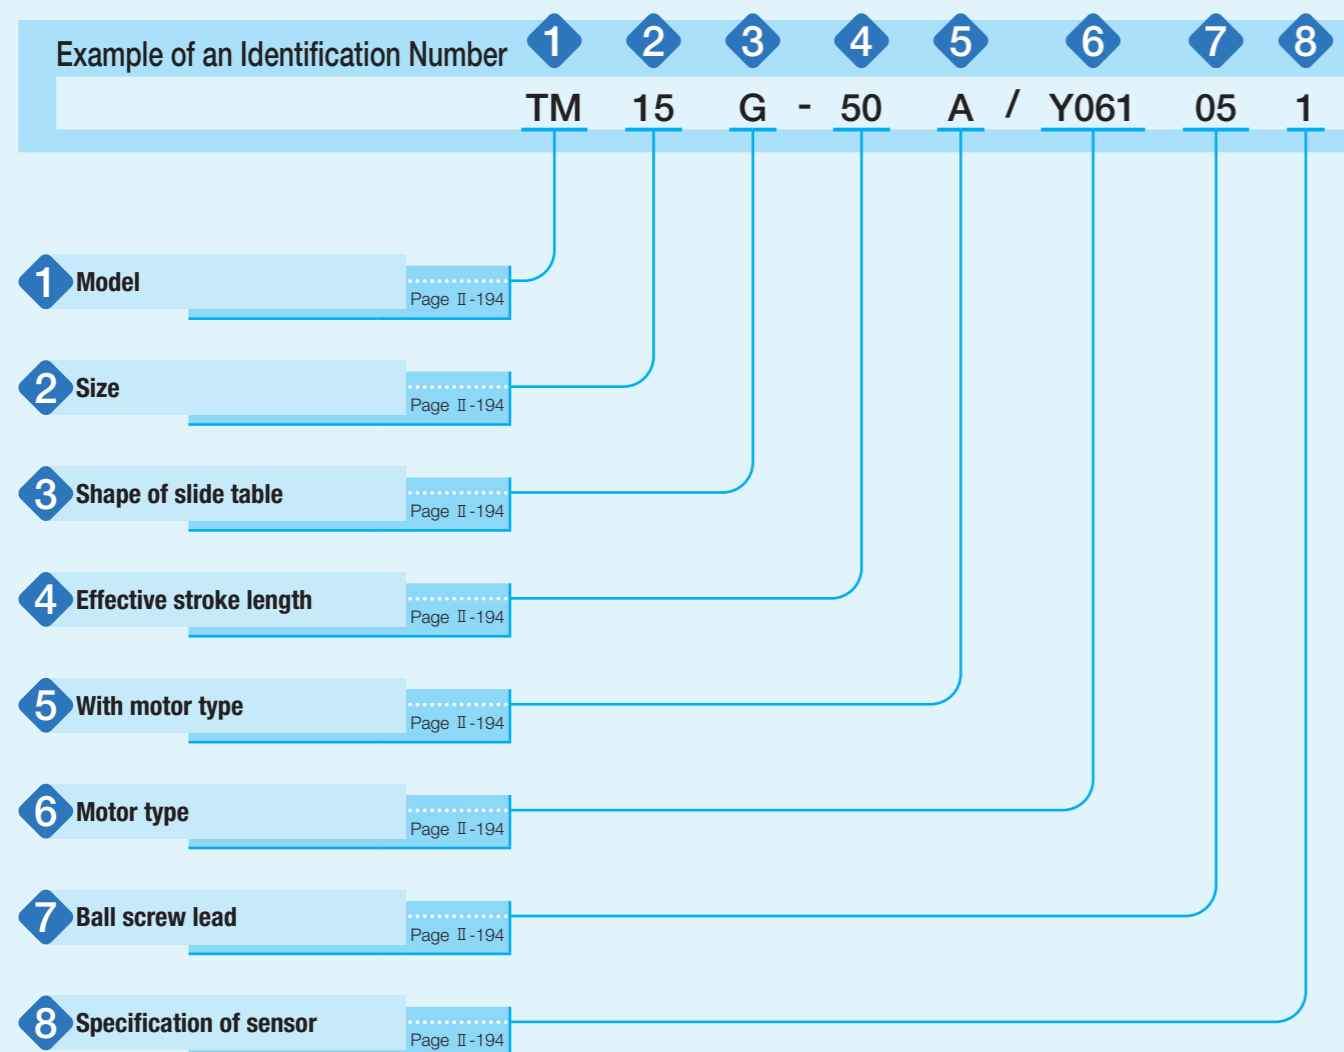 Example of an Identification Number 1 2 3 4 5 6 7 8
TM 15 G - 50 A / Y061 05 1
1 Model
Page Ⅱ-194
2 Size
Page Ⅱ-194
3 Shape of slide table
Page Ⅱ-194
4 Effective stroke length
Page Ⅱ-194
5 With motor type
Page Ⅱ-194
6 Motor type
Page Ⅱ-194
7 Ball screw lead
Page Ⅱ-194
8 Specification of sensor
Page Ⅱ-194